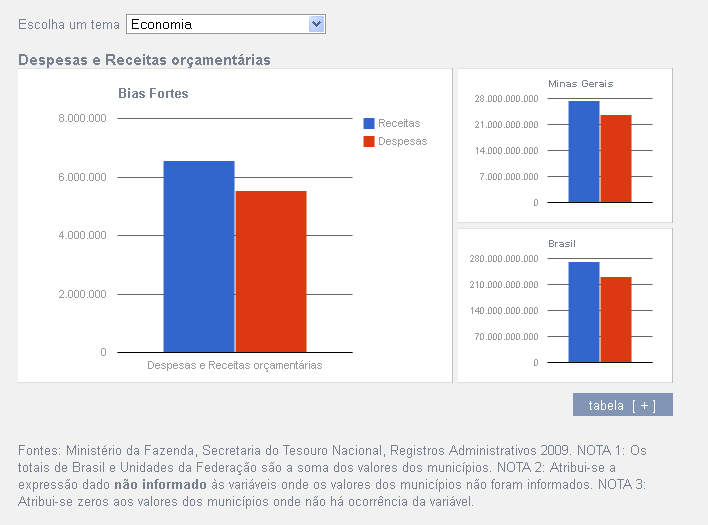 Escolha um tema Economia
Despesas e Receitas orçamentárias
Bias Fortes
8.000.000
6.000.000
4.000.000
2.000.000
0
Despesas e Receitas orçamentárias
Receitas
Despesas
Minas Gerais
28.000.000.000
21.000.000.000
14.000.000.000
7.000.000.000
0
Brasil
280.000.000.000
210.000.000.000
140.000.000.000
70.000.000.000
0
tabela [ + ]
Fontes: Ministério da Fazenda, Secretaria do Tesouro Nacional, Registros Administrativos 2009. NOTA 1: Os
totais de Brasil e Unidades da Federação são a soma dos valores dos municípios. NOTA 2: Atribui-se a
expressão dado não informado às variáveis onde os valores dos municípios não foram informados. NOTA 3:
Atribui-se zeros aos valores dos municípios onde não há ocorrência da variável.